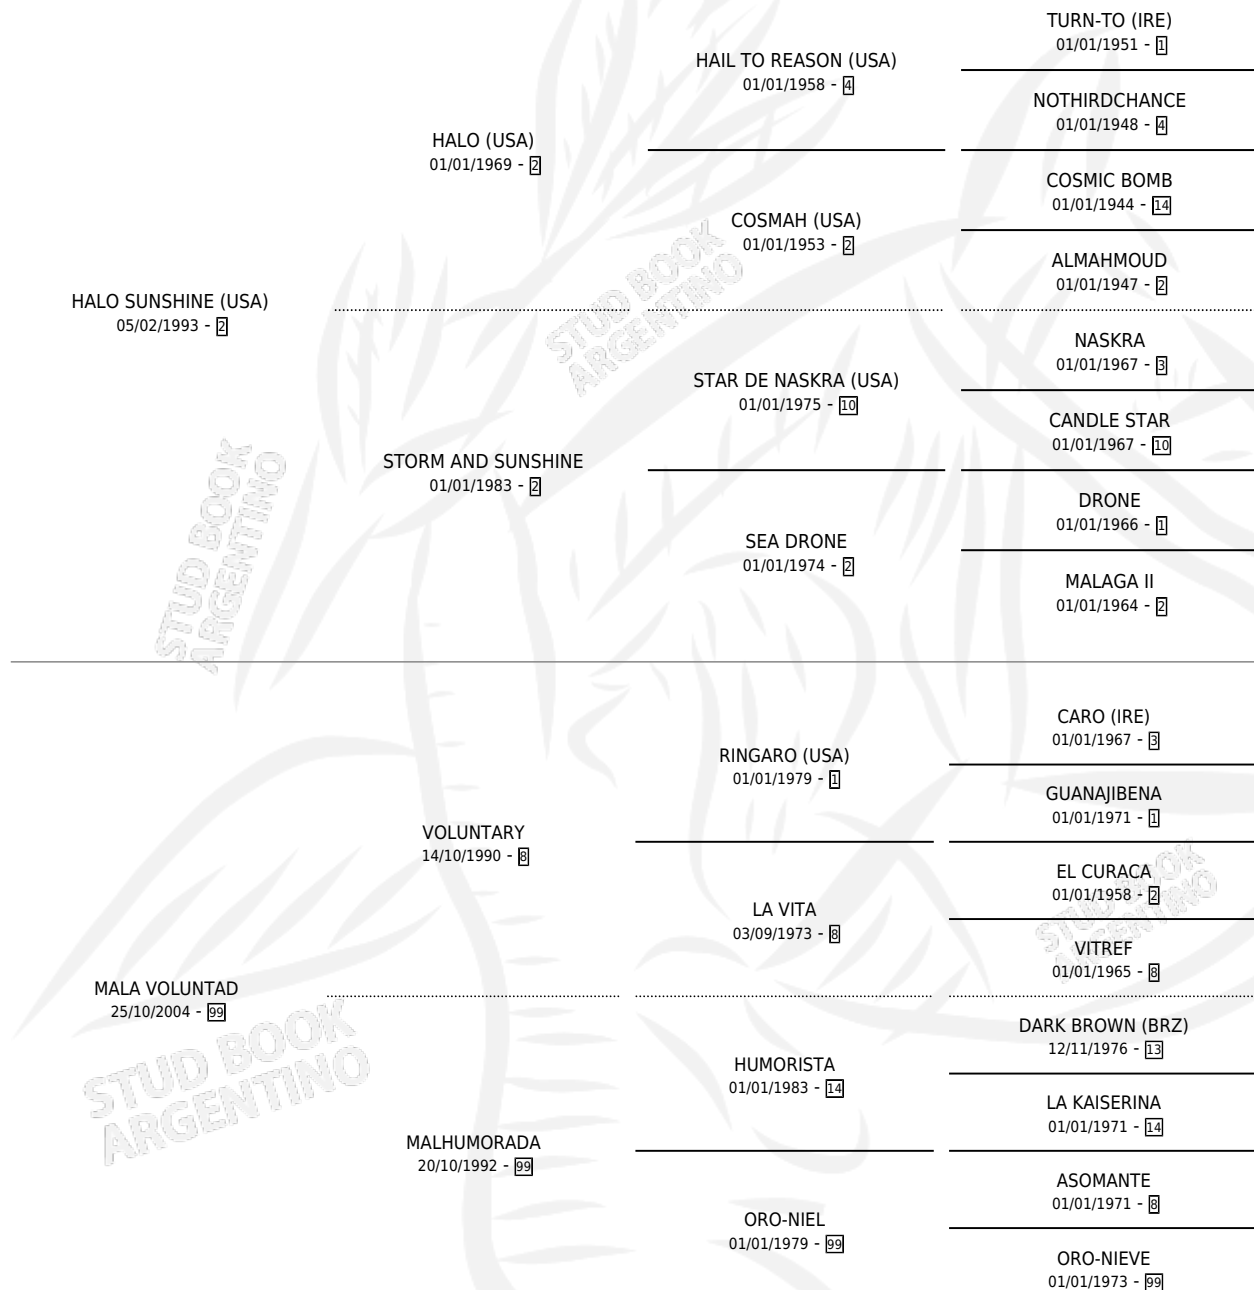 TURN-TO (IRE)
01/01/1951 - 1
HAIL TO REASON (USA)
01/01/1958 - 4
NOTHIRDCHANCE
01/01/1948 - 4
HALO (USA)
01/01/1969 - 2
COSMIC BOMB
01/01/1944 - 14
COSMAH (USA)
01/01/1953 - 2
ALMAHMOUD
01/01/1947 - 2
HALO SUNSHINE (USA)
05/02/1993 - 2
NASKRA
01/01/1967 - 3
STAR DE NASKRA (USA)
01/01/1975 - 10
CANDLE STAR
01/01/1967 - 10
STORM AND SUNSHINE
01/01/1983 - 2
DRONE
01/01/1966 - 1
SEA DRONE
01/01/1974 - 2
MALAGA II
01/01/1964 - 2
CARO (IRE)
01/01/1967 - 3
RINGARO (USA)
01/01/1979 - 1
GUANAJIBENA
01/01/1971 - 1
VOLUNTARY
14/10/1990 - 8
EL CURACA
01/01/1958 - 2
LA VITA
03/09/1973 - 8
VITREF
01/01/1965 - 8
MALA VOLUNTAD
25/10/2004 - 99
DARK BROWN (BRZ)
12/11/1976 - 13
HUMORISTA
01/01/1983 - 14
LA KAISERINA
01/01/1971 - 14
MALHUMORADA
20/10/1992 - 99
ASOMANTE
01/01/1971 - 8
ORO-NIEL
01/01/1979 - 99
ORO-NIEVE
01/01/1973 - 99
STUD BOOK
ARGENTINO
STUD BOOK
ARGENTINO
STUD BOOK
ARGENTINO
STUD BOOK
ARGENTINO